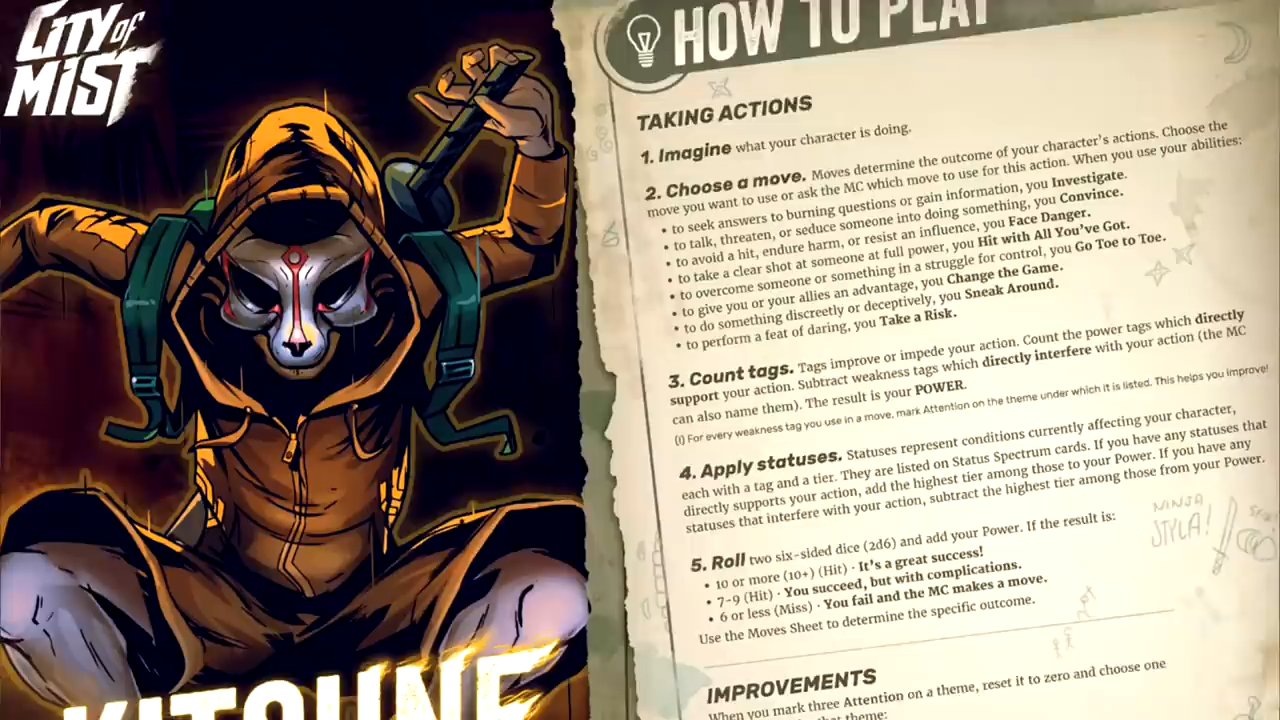 CITY OF
MIST
KITSUNE
HOW TO PLAY
TAKING ACTIONS
1. Imagine what your character is doing.
2. Choose a move. Moves determine the outcome of your character's actions. Choose the
move you want to use or ask the MC which move to use for this action. When you use your abilities:
• to seek answers to burning questions or gain information, you Investigate.
• to talk, threaten, or seduce someone into doing something, you Convince.
• to avoid a hit, endure harm, or resist an influence, you Face Danger.
• to take a clear shot at someone at full power, you Hit with All You've Got.
• to overcome someone or something in a struggle for control, you Go Toe to Toe.
• to give you or your allies an advantage, you Change the Game.
• to do something discreetly or deceptively, you Sneak Around.
• to perform a feat of daring, you Take a Risk.
3. Count tags. Tags improve or impede your action. Count the power tags which directly
support your action. Subtract weakness tags which directly interfere with your action (the MC
can also name them). The result is your POWER.
(i) For every weakness tag you use in a move, mark Attention on the theme under which it is listed. This helps you improve!
4. Apply statuses. Statuses represent conditions currently affecting your character,
each with a tag and a tier. They are listed on Status Spectrum cards. If you have any statuses that
directly supports your action, add the highest tier among those to your Power. If you have any
statuses that interfere with your action, subtract the highest tier among those from your Power.
NINJA
STYLA!
5. Roll two six-sided dice (2d6) and add your Power. If the result is:
• 10 or more (10+) (Hit) · It's a great success!
• 7-9 (Hit) · You succeed, but with complications.
• 6 or less (Miss) · You fail and the MC makes a move.
Use the Moves Sheet to determine the specific outcome.
IMPROVEMENTS
When you mark three Attention on a theme, reset it to zero and choose one
that theme: